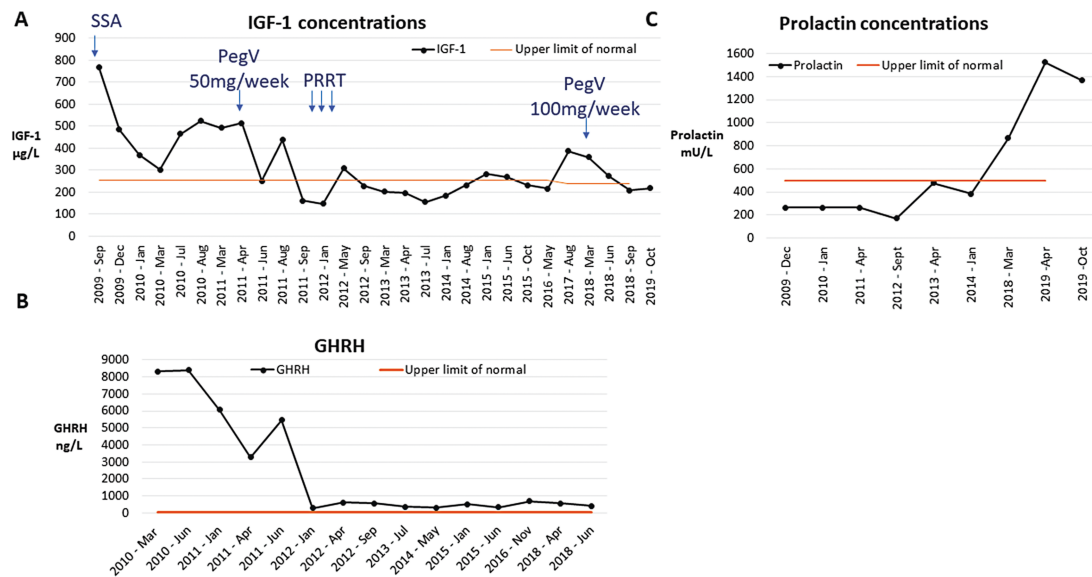 A
IGF-1 concentrations
SSA
IGF-1
Upper limit of normal
PegV
50mg/week
PRRT
PegV
100mg/week
900
800
700
600
500
400
300
200
100
0
IGF-1
µg/L
2009 - Sep
2009 - Dec
2010 - Jan
2010 - Mar
2010 - Jul
2010 - Aug
2011 - Mar
2011 - Apr
2011 - Jun
2011 - Aug
2011 - Sep
2012 - Jan
2012 - May
2012 - Sep
2013 - Mar
2013 - Apr
2013 - Jul
2014 - Jan
2014 - Aug
2015 - Jan
2015 - Jun
2015 - Oct
2016 - May
2017 - Aug
2018 - Mar
2018 - Jun
2018 - Sep
2019 - Oct
B
GHRH
GHRH
Upper limit of normal
9000
8000
7000
6000
5000
4000
3000
2000
1000
0
GHRH
ng/L
2010 - Mar
2010 - Jun
2011 - Jan
2011 - Apr
2011 - Jun
2012 - Jan
2012 - Apr
2012 - Sep
2013 - Jul
2014 - May
2015 - Jan
2015 - Jun
2016 - Nov
2018 - Apr
2018 - Jun
C
Prolactin concentrations
Prolactin
Upper limit of normal
1600
1400
1200
1000
800
600
400
200
0
Prolactin
mU/L
2009 - Dec
2010 - Jan
2011 - Apr
2012 - Sept
2013 - Apr
2014 - Jan
2018 - Mar
2019 -Apr
2019 - Oct